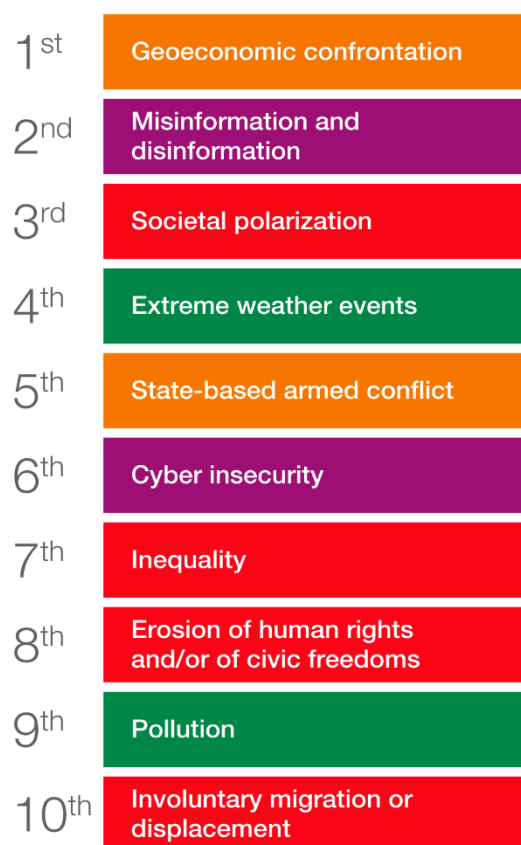 1st Geoeconomic confrontation
2nd Misinformation and
disinformation
3rd Societal polarization
4th Extreme weather events
5th State-based armed conflict
6th Cyber insecurity
7th Inequality
8th Erosion of human rights
and/or of civic freedoms
9th Pollution
10th Involuntary migration or
displacement